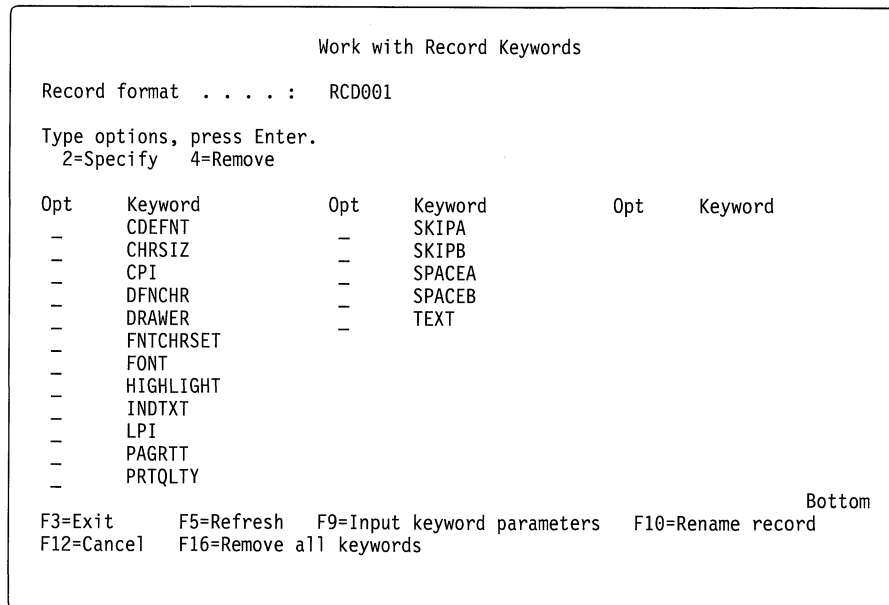 Work with Record Keywords
Record format . . . . : RCD001
Type options, press Enter.
2=Specify 4=Remove
Opt Keyword Opt Keyword Opt Keyword
_ CDEFNT _ SKIPA
_ CHRSIZ _ SKIPB
_ CPI _ SPACEA
_ DFNCHR _ SPACEB
_ DRAWER _ TEXT
_ FNTCHRSET
_ FONT
_ HIGHLIGHT
_ INDTXT
_ LPI
_ PAGRTT
_ PRTQLTY
Bottom
F3=Exit F5=Refresh F9=Input keyword parameters F10=Rename record
F12=Cancel F16=Remove all keywords